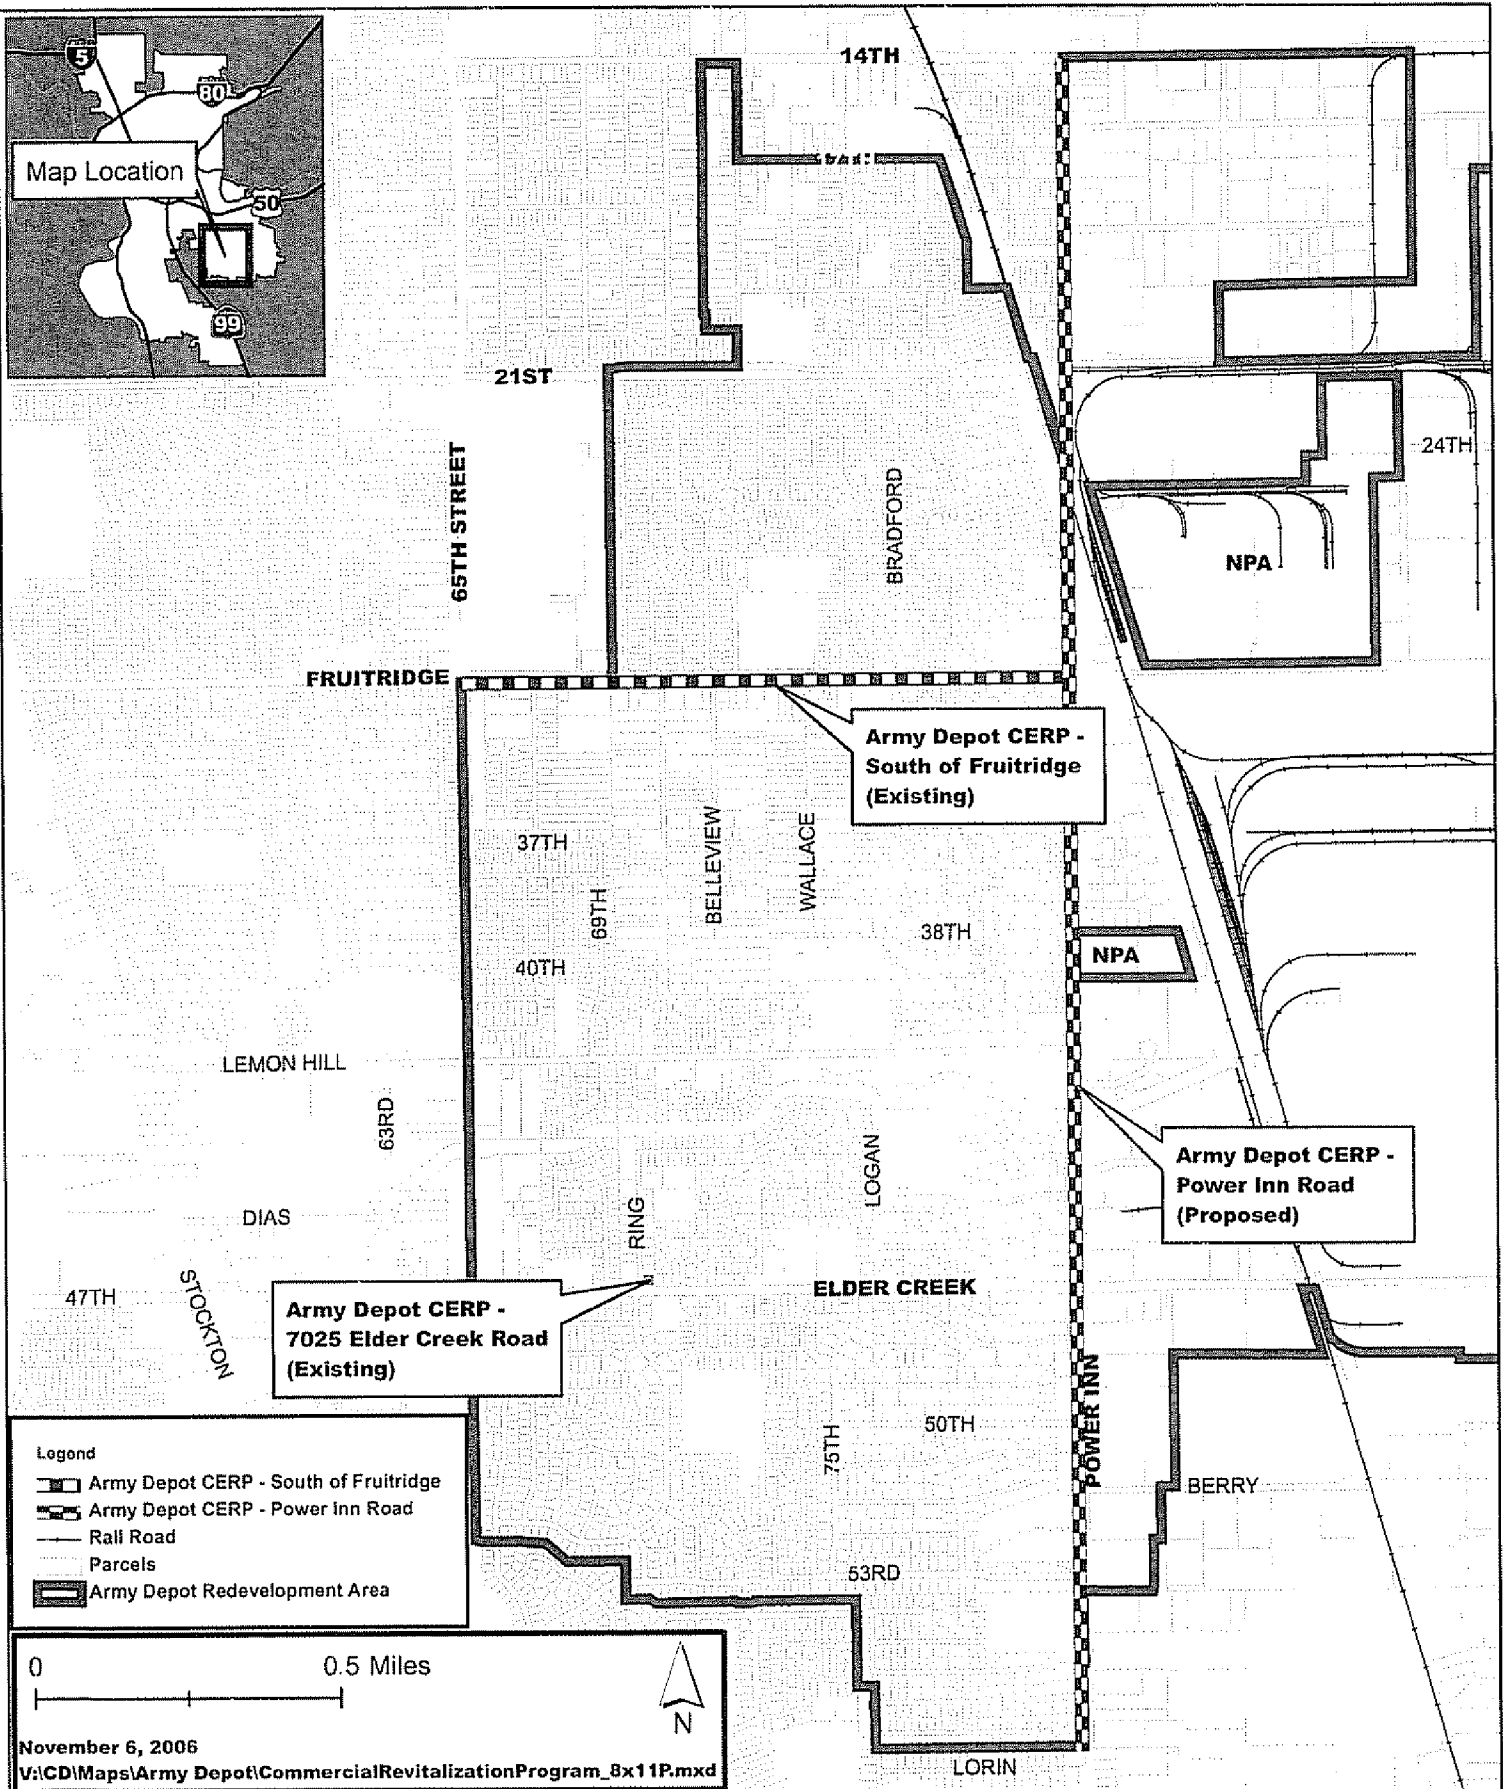 5
80
Map Location
50
99
14TH
21ST
65TH STREET
BRADFORD
24TH
NPA
FRUITRIDGE
Army Depot CERP -
South of Fruitridge
(Existing)
37TH
69TH
BELLEVIEW
WALLACE
38TH
40TH
NPA
LEMON HILL
63RD
LOGAN
Army Depot CERP -
Power Inn Road
(Proposed)
DIAS
RING
47TH
STOCKTON
ELDER CREEK
Army Depot CERP -
7025 Elder Creek Road
(Existing)
POWER INN
75TH
50TH
BERRY
53RD
LORIN
Legend
Army Depot CERP - South of Fruitridge
Army Depot CERP - Power Inn Road
Rail Road
Parcels
Army Depot Redevelopment Area
0 0.5 Miles
N
November 6, 2006
V:\CD\Maps\Army Depot\CommercialRevitalizationProgram_8x11P.mxd